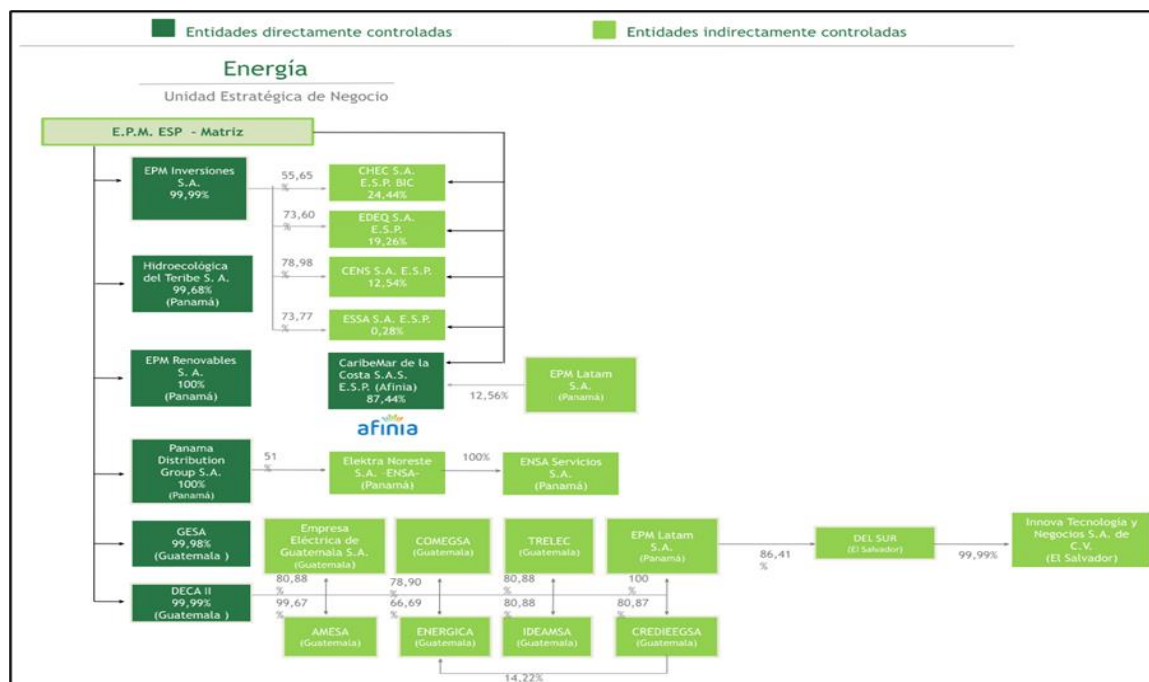 Entidades directamente controladas
Entidades indirectamente controladas
Energía
Unidad Estratégica de Negocio
E.P.M. ESP - Matriz
EPM Inversiones
S.A.
99,99%
55,65
%
CHEC S.A.
E.S.P. BIC
24,44%
73,60
%
EDEQ S.A.
E.S.P.
19,26%
Hidroecológica
del Teribe S. A.
99,68%
(Panamá)
78,98
%
CENS S.A. E.S.P.
12,54%
73,77
%
ESSA S.A. E.S.P.
0,28%
EPM Renovables
S. A.
100%
(Panamá)
CaribeMar de la
Costa S.A.S.
E.S.P. (Afinia)
87,44%
12,56%
EPM Latam
S.A.
(Panamá)
afinia
Panama
Distribution
Group S.A.
100%
(Panamá)
51
%
Elektra Noreste
S.A. -ENSA-
(Panamá)
100%
ENSA Servicios
S.A.
(Panamá)
GESA
99,98%
(Guatemala )
Empresa
Eléctrica de
Guatemala S.A.
(Guatemala)
COMEGSA
(Guatemala)
TRELEC
(Guatemala)
EPM Latam
S.A.
(Panamá)
86,41
%
DEL SUR
(El Salvador)
99,99%
Innova Tecnología y
Negocios S.A. de
C.V.
(El Salvador)
DECA II
99,99%
(Guatemala )
80,88
%
78,90
%
80,88
%
100
%
99,67
%
66,69
%
80,88
%
80,87
%
AMESA
(Guatemala)
ENERGICA
(Guatemala)
IDEAMSA
(Guatemala)
CREDIEEGSA
(Guatemala)
14,22%